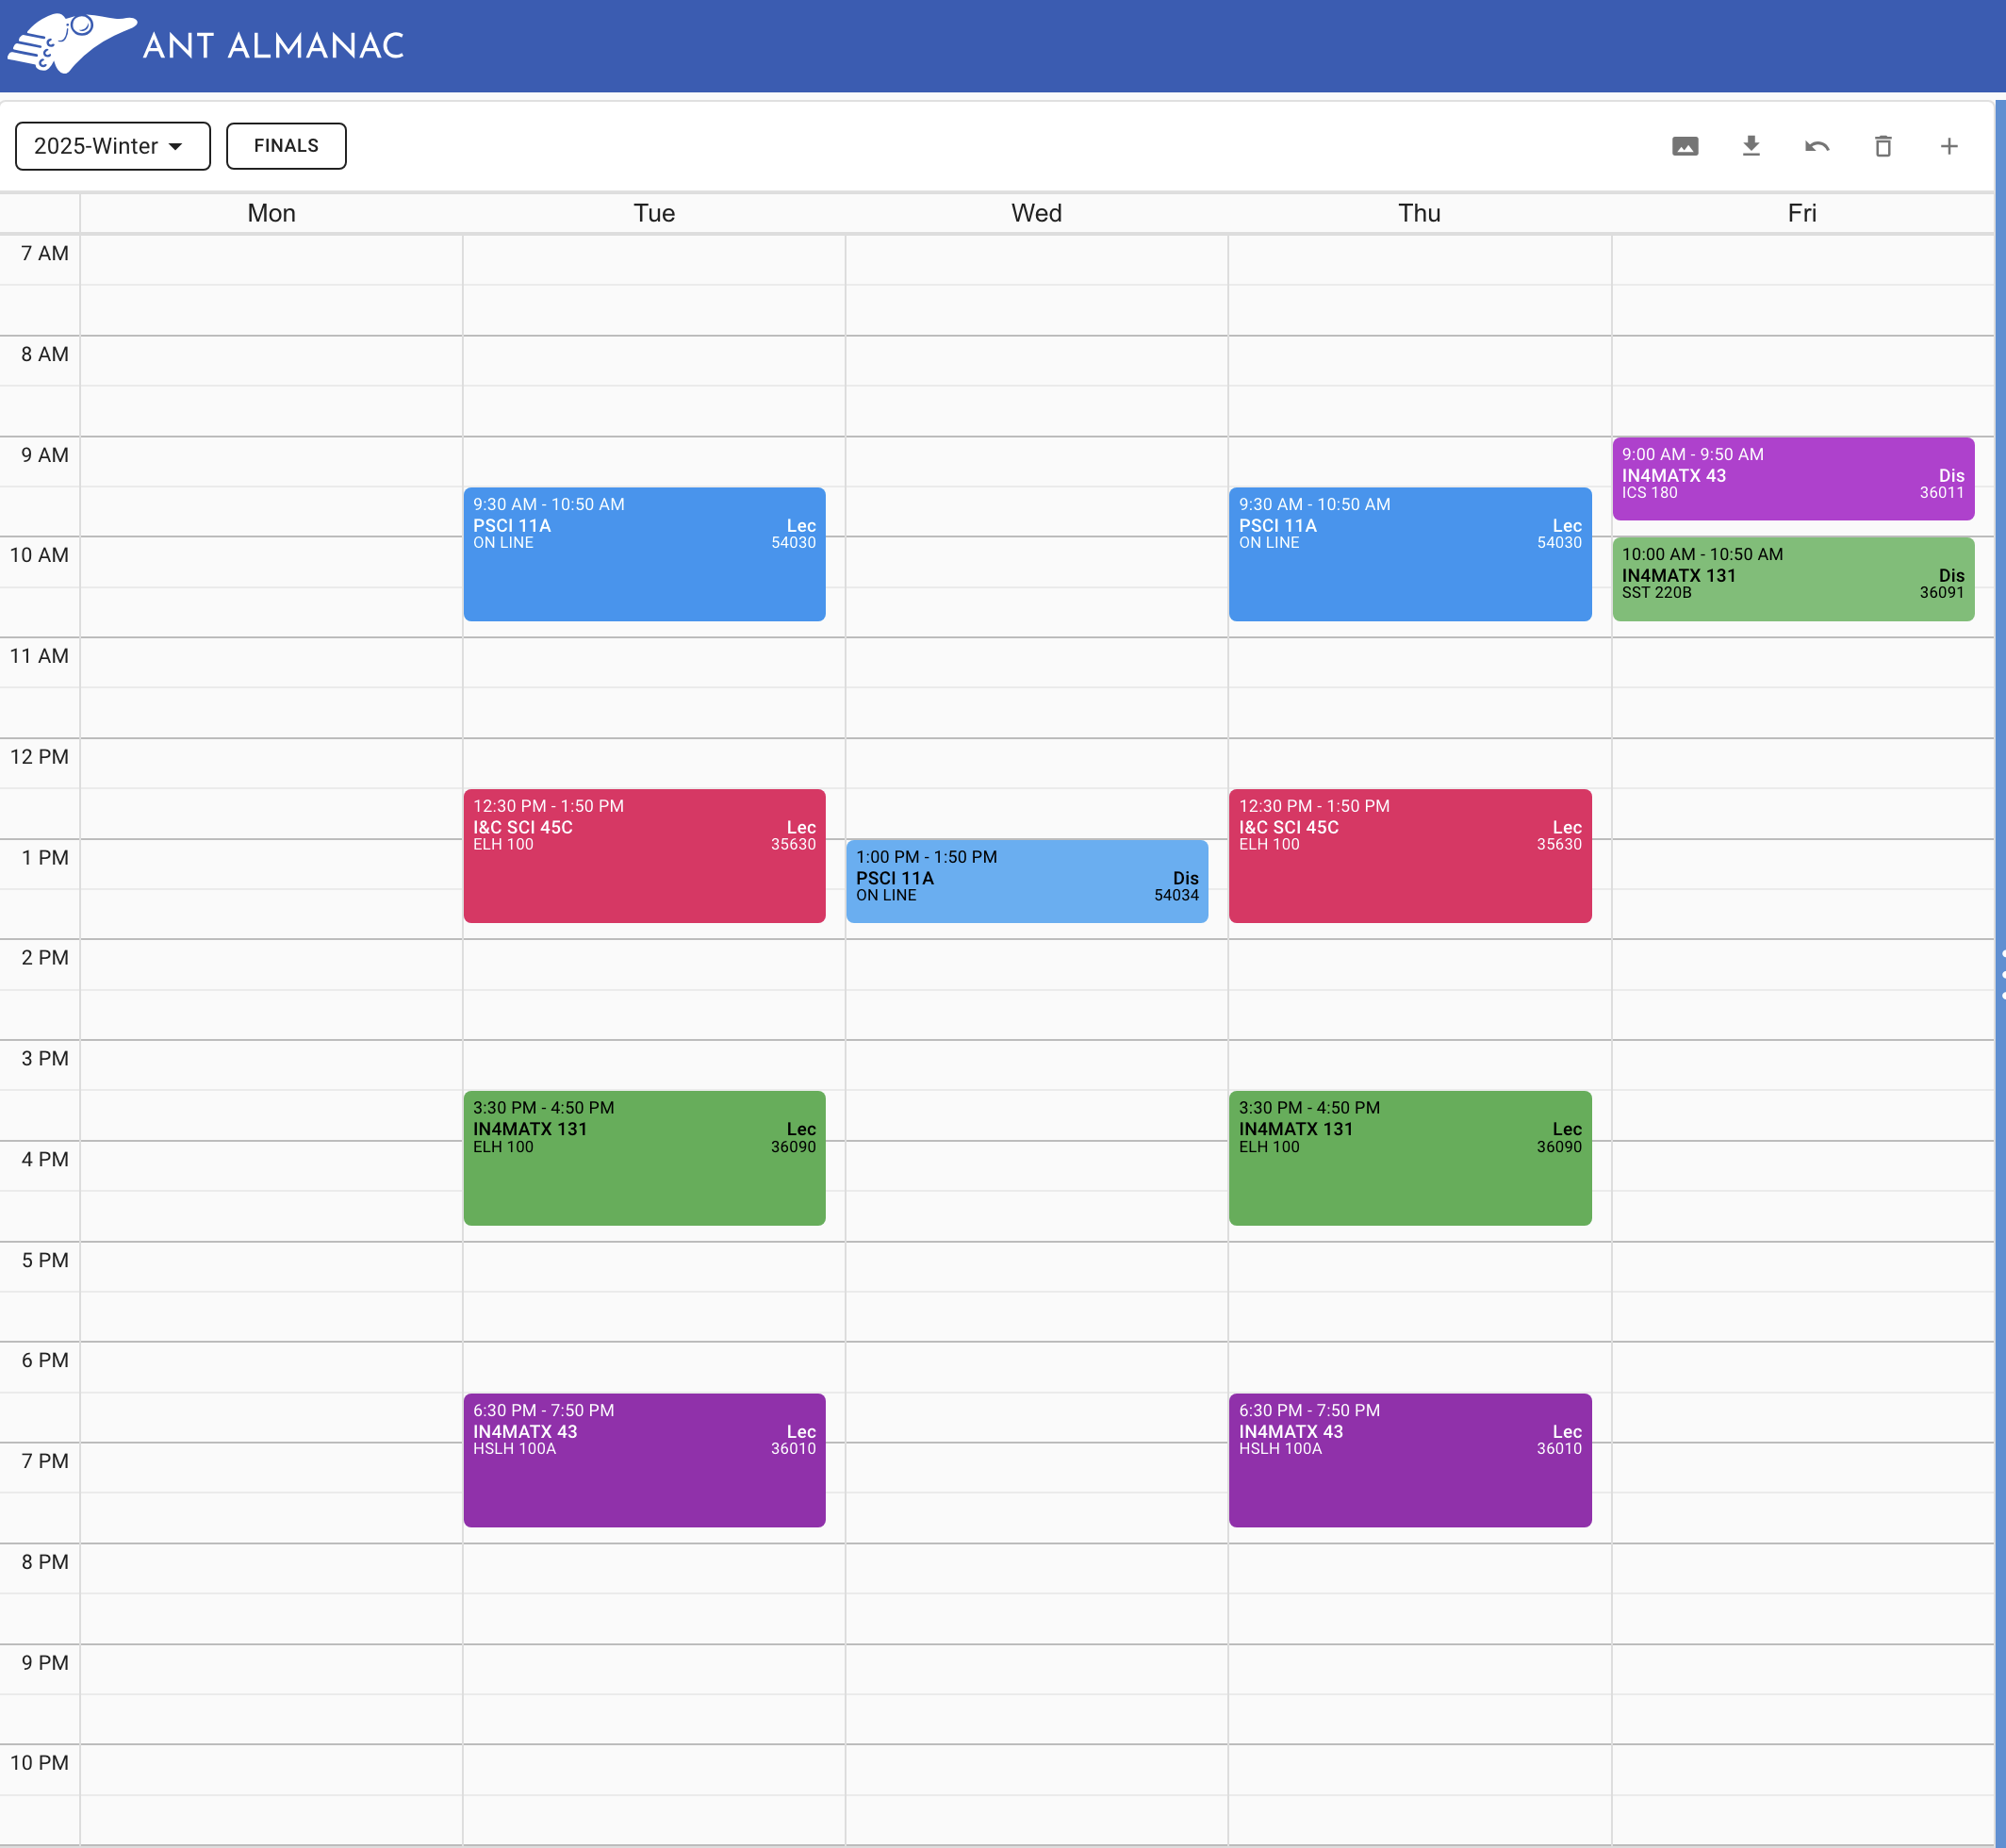 ANT ALMANAC
2025-Winter
FINALS
Mon Tue Wed Thu Fri
7 AM
8 AM
9 AM
10 AM
11 AM
12 PM
1 PM
2 PM
3 PM
4 PM
5 PM
6 PM
7 PM
8 PM
9 PM
10 PM
9:30 AM - 10:50 AM
PSCI 11A Lec
ON LINE 54030
12:30 PM - 1:50 PM
I&C SCI 45C Lec
ELH 100 35630
3:30 PM - 4:50 PM
IN4MATX 131 Lec
ELH 100 36090
6:30 PM - 7:50 PM
IN4MATX 43 Lec
HSLH 100A 36010
1:00 PM - 1:50 PM
PSCI 11A Dis
ON LINE 54034
9:30 AM - 10:50 AM
PSCI 11A Lec
ON LINE 54030
12:30 PM - 1:50 PM
I&C SCI 45C Lec
ELH 100 35630
3:30 PM - 4:50 PM
IN4MATX 131 Lec
ELH 100 36090
6:30 PM - 7:50 PM
IN4MATX 43 Lec
HSLH 100A 36010
9:00 AM - 9:50 AM
IN4MATX 43 Dis
ICS 180 36011
10:00 AM - 10:50 AM
IN4MATX 131 Dis
SST 220B 36091